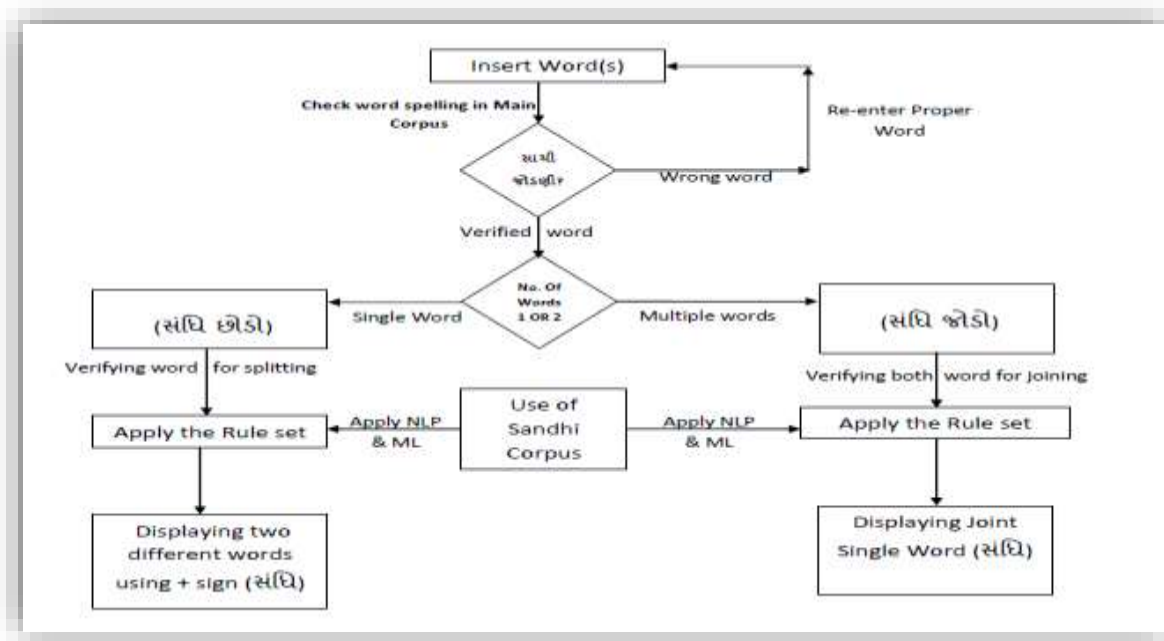 Insert Word(s)
Check word spelling in Main
Corpus
Re-enter Proper
Word
સાચી
જોડણી?
Wrong word
Verified word
No. Of
Words
1 OR 2
Single Word
Multiple words
(સંધિ છોડો)
(સંધિ જોડો)
Verifying word for splitting
Verifying both word for joining
Use of
Sandhi
Corpus
Apply NLP
& ML
Apply NLP
& ML
Apply the Rule set
Apply the Rule set
Displaying two
different words
using + sign (સંધિ)
Displaying Joint
Single Word (સંધિ)